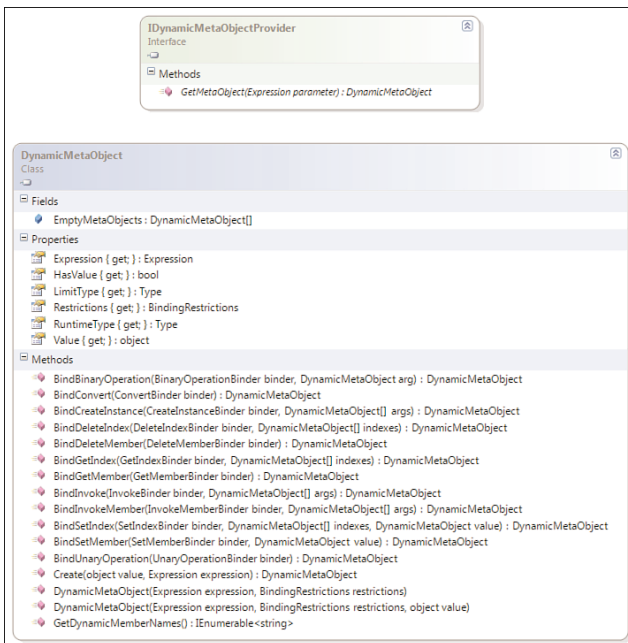 IDynamicMetaObjectProvider
Interface
Methods
GetMetaObject(Expression parameter) : DynamicMetaObject
DynamicMetaObject
Class
Fields
EmptyMetaObjects : DynamicMetaObject[]
Properties
Expression { get; } : Expression
HasValue { get; } : bool
LimitType { get; } : Type
Restrictions { get; } : BindingRestrictions
RuntimeType { get; } : Type
Value { get; } : object
Methods
BindBinaryOperation(BinaryOperationBinder binder, DynamicMetaObject arg) : DynamicMetaObject
BindConvert(ConvertBinder binder) : DynamicMetaObject
BindCreateInstance(CreateInstanceBinder binder, DynamicMetaObject[] args) : DynamicMetaObject
BindDeleteIndex(DeleteIndexBinder binder, DynamicMetaObject[] indexes) : DynamicMetaObject
BindDeleteMember(DeleteMemberBinder binder) : DynamicMetaObject
BindGetIndex(GetIndexBinder binder, DynamicMetaObject[] indexes) : DynamicMetaObject
BindGetMember(GetMemberBinder binder) : DynamicMetaObject
BindInvoke(InvokeBinder binder, DynamicMetaObject[] args) : DynamicMetaObject
BindInvokeMember(InvokeMemberBinder binder, DynamicMetaObject[] args) : DynamicMetaObject
BindSetIndex(SetIndexBinder binder, DynamicMetaObject[] indexes, DynamicMetaObject value) : DynamicMetaObject
BindSetMember(SetMemberBinder binder, DynamicMetaObject value) : DynamicMetaObject
BindUnaryOperation(UnaryOperationBinder binder) : DynamicMetaObject
Create(object value, Expression expression) : DynamicMetaObject
DynamicMetaObject(Expression expression, BindingRestrictions restrictions)
DynamicMetaObject(Expression expression, BindingRestrictions restrictions, object value)
GetDynamicMemberNames() : IEnumerable<string>